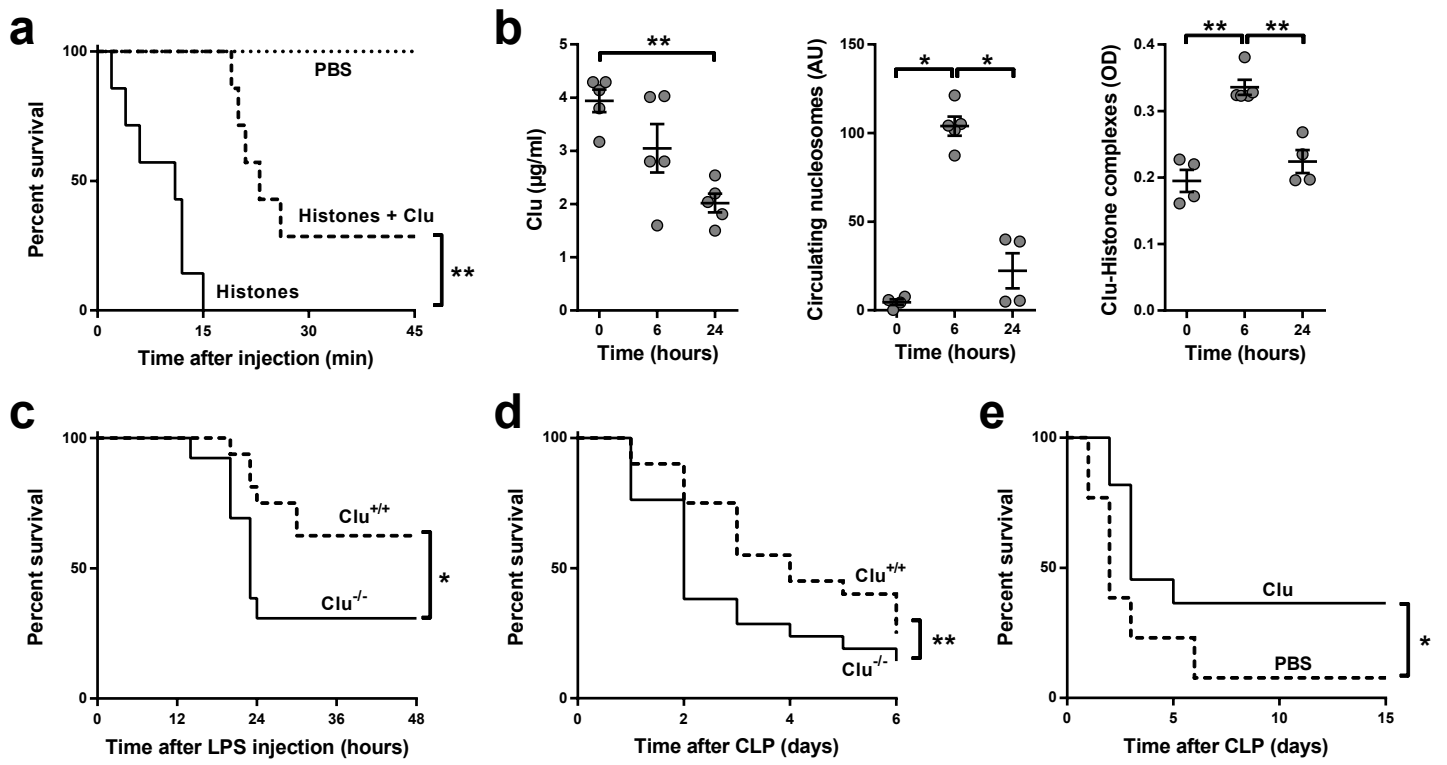 a
Percent survival
100
50
0
PBS
Histones + Clu
Histones
**
0 15 30 45
Time after injection (min)
b
Clu (µg/ml)
5
4
3
2
1
0
**
0 6 24
Time (hours)
Circulating nucleosomes (AU)
150
100
50
0
* *
0 6 24
Time (hours)
Clu-Histone complexes (OD)
0.4
0.3
0.2
0.1
0.0
** **
0 6 24
Time (hours)
c
Percent survival
100
50
0
Clu+/+
Clu-/-
*
0 12 24 36 48
Time after LPS injection (hours)
d
Percent survival
100
50
0
Clu+/+
Clu-/-
**
0 2 4 6
Time after CLP (days)
e
Percent survival
100
50
0
Clu
PBS
*
0 5 10 15
Time after CLP (days)